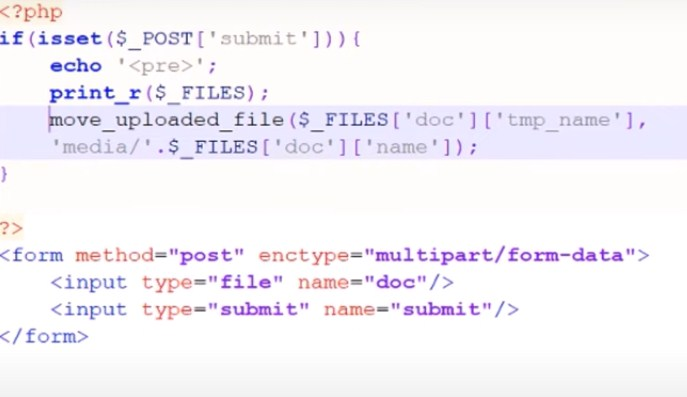 <?php
if(isset($_POST['submit'])){
    echo '<pre>';
    print_r($_FILES);
    move_uploaded_file($_FILES['doc']['tmp_name'],
    'media/'.$_FILES['doc']['name']);
}
?>
<form method="post" enctype="multipart/form-data">
    <input type="file" name="doc"/>
    <input type="submit" name="submit"/>
</form>